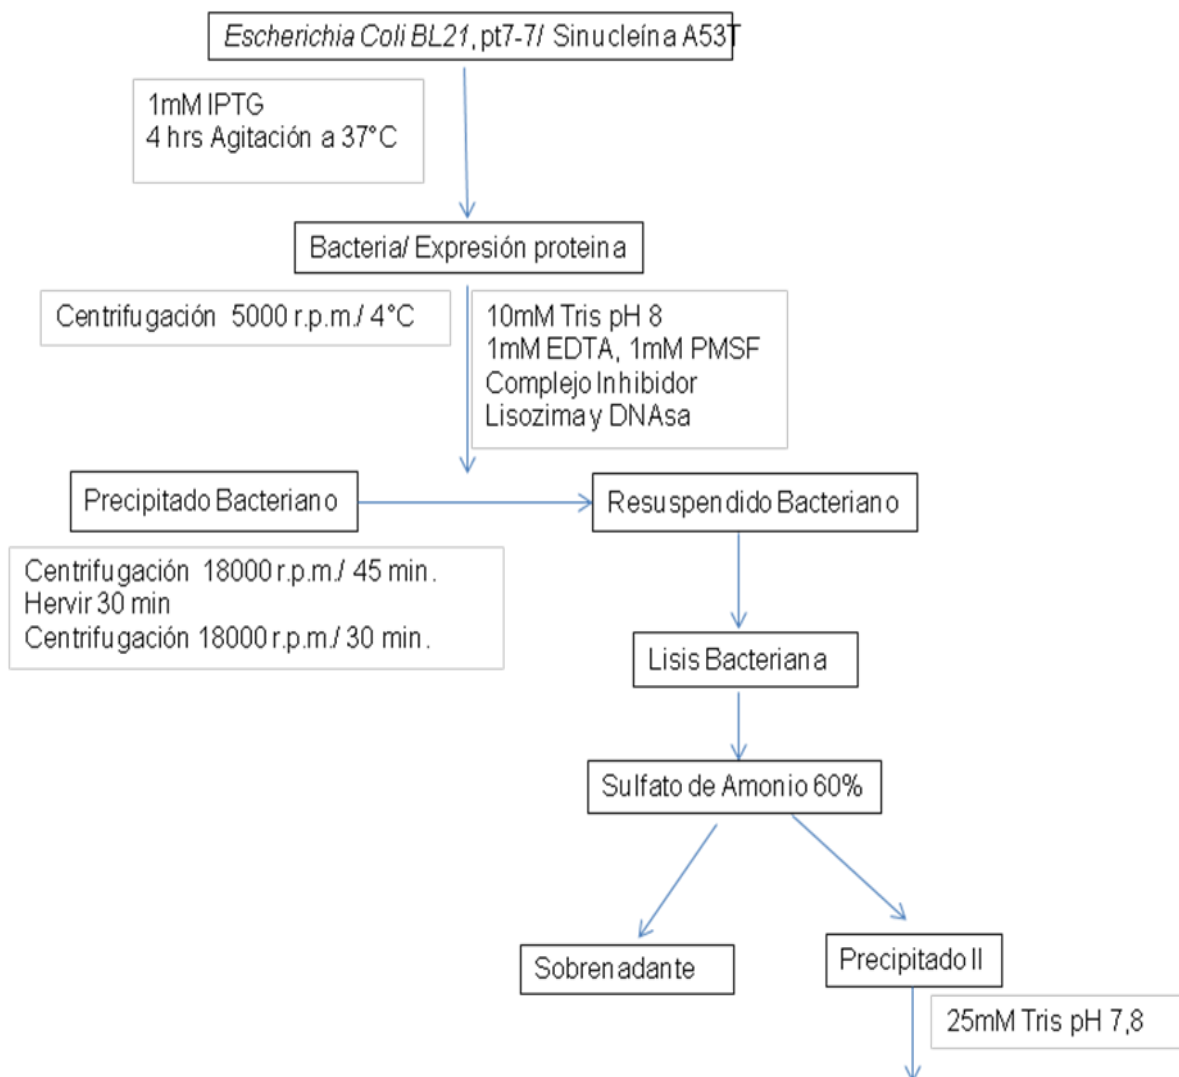 Escherichia Coli BL21, pt7-7/ Sinucleína A53T
1mM IPTG
4 hrs Agitación a 37°C
Bacteria/ Expresión proteina
Centrifugación 5000 r.p.m./ 4°C
10mM Tris pH 8
1mM EDTA, 1mM PMSF
Complejo Inhibidor
Lisozima y DNAsa
Precipitado Bacteriano
Resuspendido Bacteriano
Centrifugación 18000 r.p.m./ 45 min.
Hervir 30 min
Centrifugación 18000 r.p.m./ 30 min.
Lisis Bacteriana
Sulfato de Amonio 60%
Sobrenadante
Precipitado II
25mM Tris pH 7,8